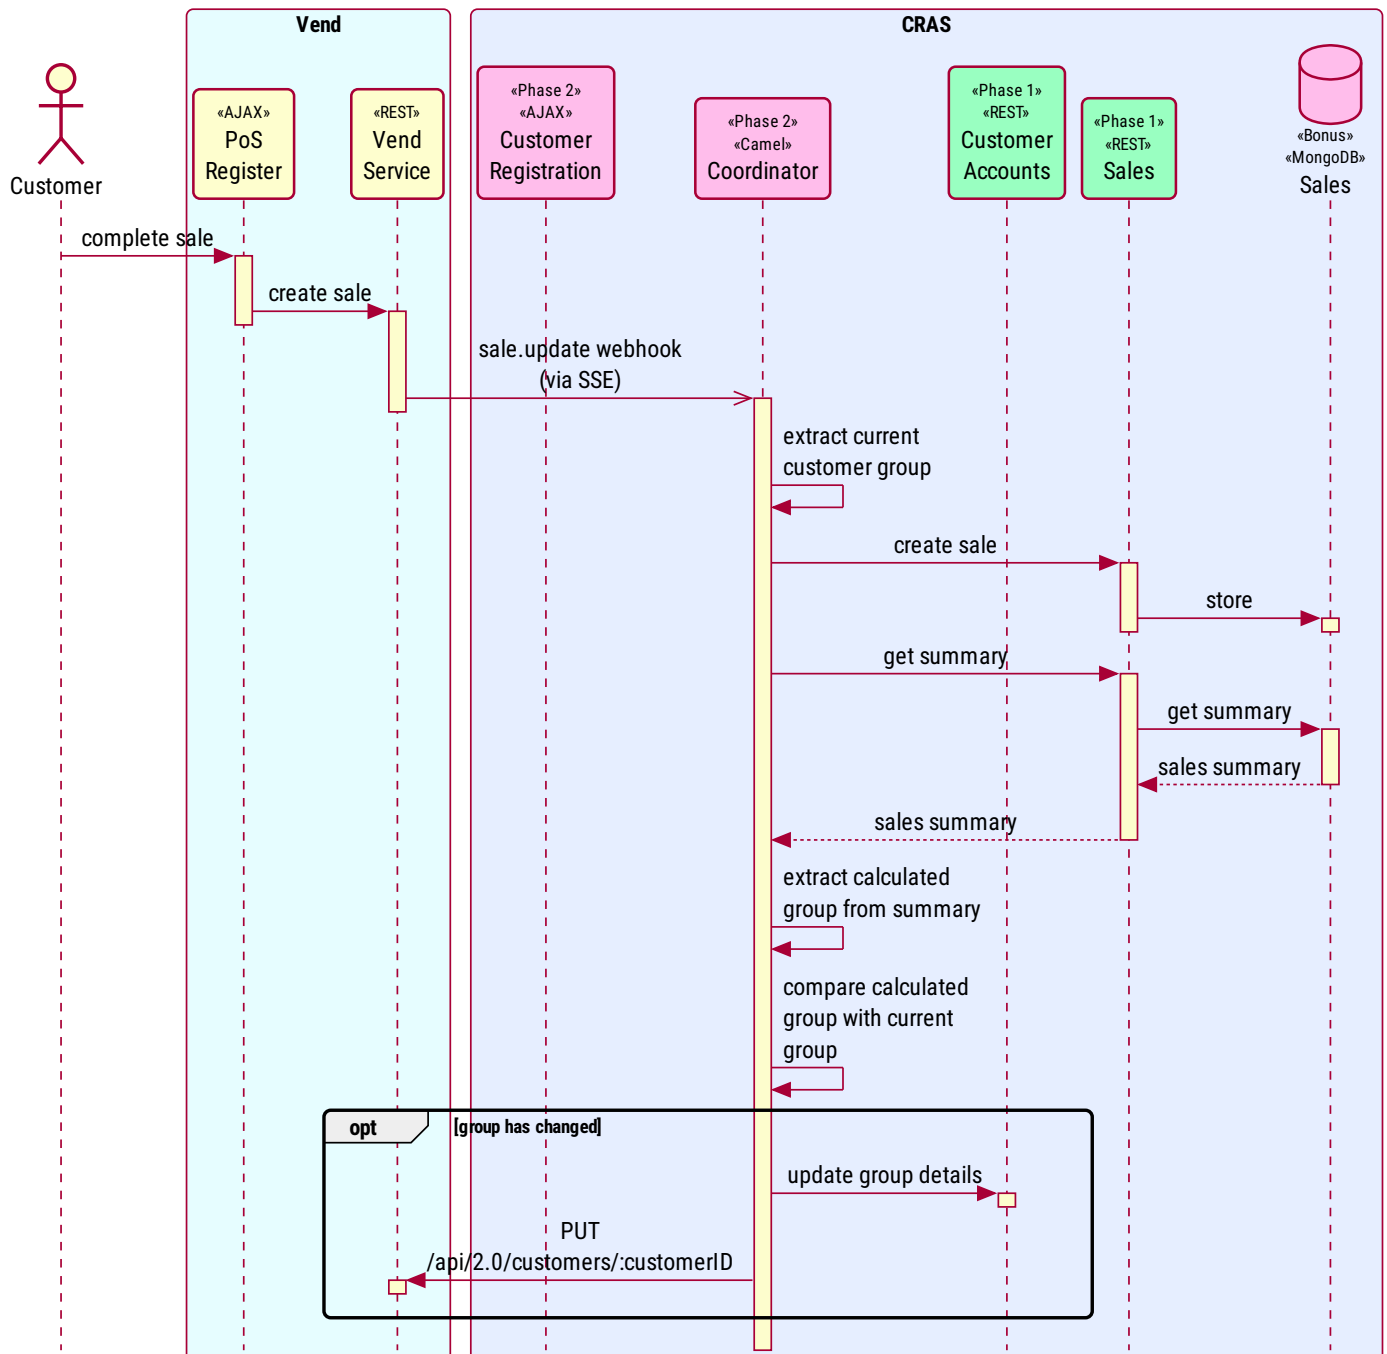 Vend
CRAS
Customer
«AJAX»
PoS
Register
«REST»
Vend
Service
«Phase 2»
«AJAX»
Customer
Registration
«Phase 2»
«Camel»
Coordinator
«Phase 1»
«REST»
Customer
Accounts
«Phase 1»
«REST»
Sales
«Bonus»
«MongoDB»
Sales
complete sale
create sale
sale.update webhook
(via SSE)
extract current
customer group
create sale
store
get summary
get summary
sales summary
sales summary
extract calculated
group from summary
compare calculated
group with current
group
opt
[group has changed]
update group details
PUT
/api/2.0/customers/:customerID